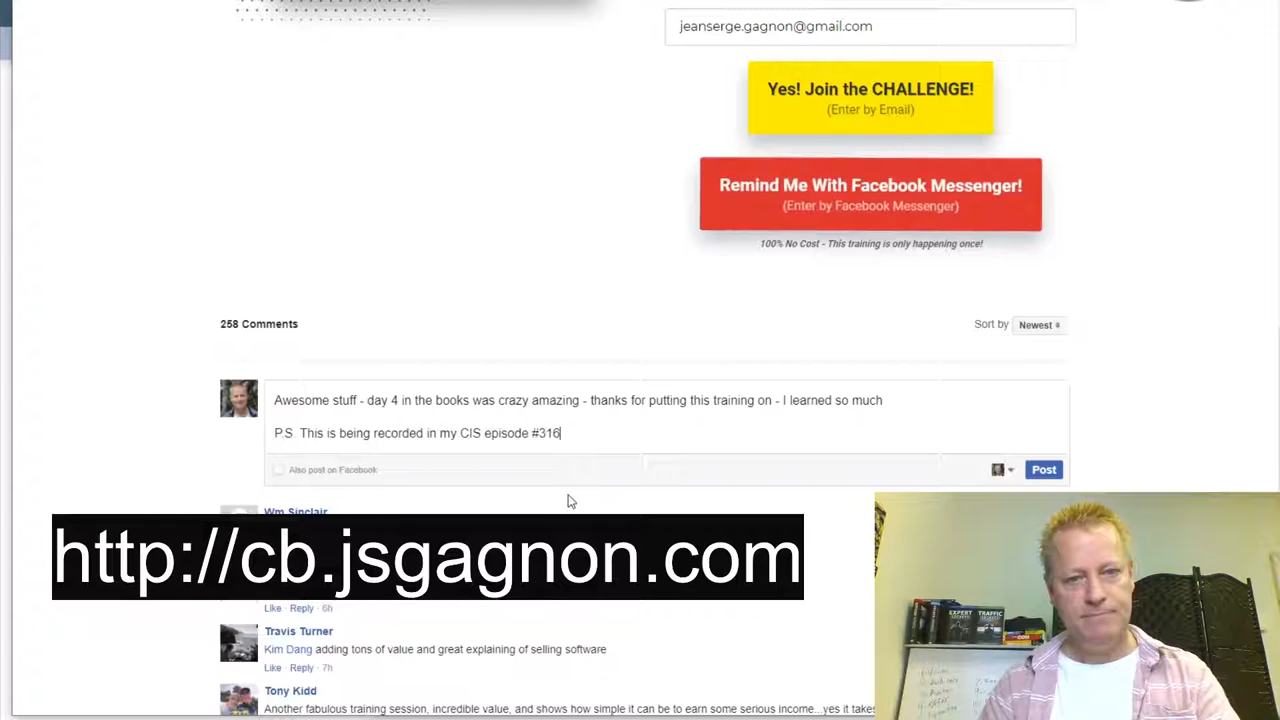 jeanserge.gagnon@gmail.com
Yes! Join the CHALLENGE!
(Enter by Email)
Remind Me With Facebook Messenger!
(Enter by Facebook Messenger)
100% No Cost - This training is only happening once!
258 Comments
Sort by Newest
Awesome stuff - day 4 in the books was crazy amazing - thanks for putting this training on - I learned so much
P.S. This is being recorded in my CIS episode #316
Also post on Facebook
Post
Wm Sinclair
http://cb.jsgagnon.com
Like · Reply · 6h
Travis Turner
Kim Dang adding tons of value and great explaining of selling software
Like · Reply · 7h
Tony Kidd
Another fabulous training session, incredible value, and shows how simple it can be to earn some serious income...yes it takes
EXPERT
TRAFFIC